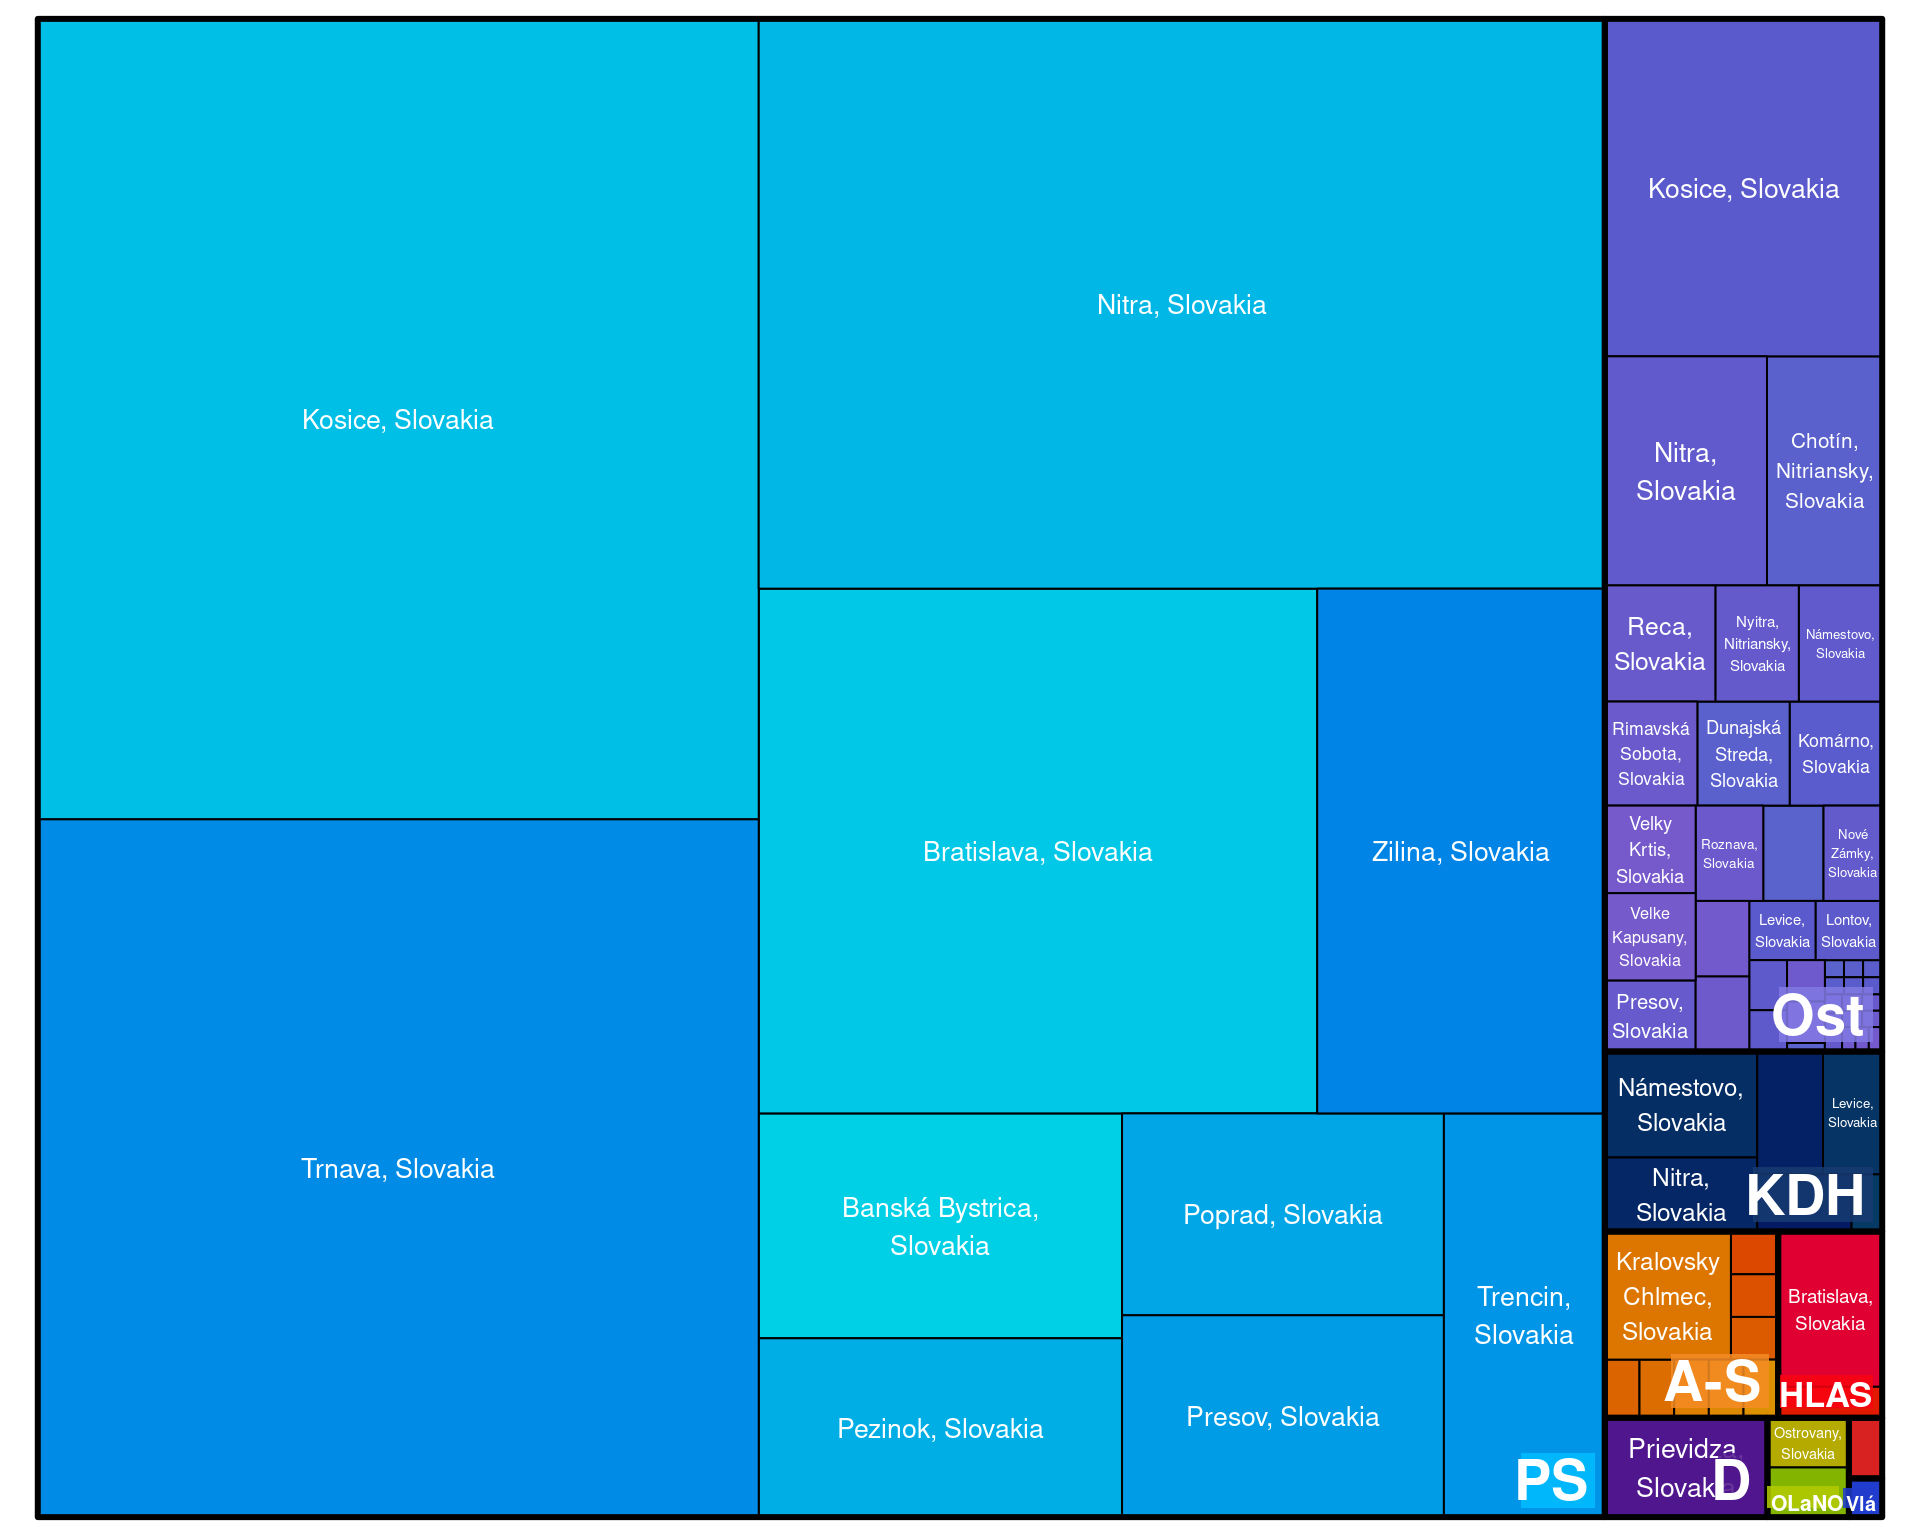 Kosice, Slovakia
Nitra, Slovakia
Trnava, Slovakia
Bratislava, Slovakia
Zilina, Slovakia
Banská Bystrica,
Slovakia
Pezinok, Slovakia
Poprad, Slovakia
Presov, Slovakia
Trencin,
Slovakia
PS
Kosice, Slovakia
Nitra,
Slovakia
Chotín,
Nitriansky,
Slovakia
Reca,
Slovakia
Nyitra,
Nitriansky,
Slovakia
Námestovo,
Slovakia
Rimavská
Sobota,
Slovakia
Dunajská
Streda,
Slovakia
Komárno,
Slovakia
Velky
Krtis,
Slovakia
Roznava,
Slovakia
Nové
Zámky,
Slovakia
Velke
Kapusany,
Slovakia
Levice,
Slovakia
Lontov,
Slovakia
Presov,
Slovakia
Ost
Námestovo,
Slovakia
Levice,
Slovakia
Nitra,
Slovakia
KDH
Kralovsky
Chlmec,
Slovakia
A-S
Bratislava,
Slovakia
HLAS
Prievidza,
Slovakia
D
Ostrovany,
Slovakia
OLaNO
Vlá